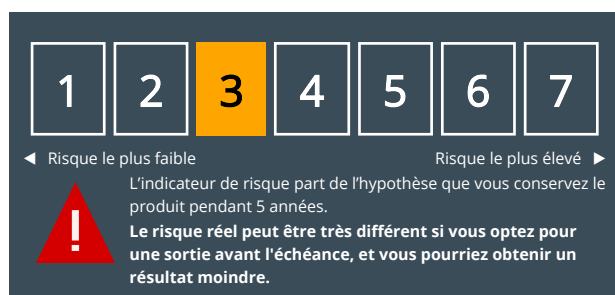 1 2 3 4 5 6 7
◄ Risque le plus faible Risque le plus élevé ►
L’indicateur de risque part de l’hypothèse que vous conservez le
produit pendant 5 années.
Le risque réel peut être très différent si vous optez pour
une sortie avant l'échéance, et vous pourriez obtenir un
résultat moindre.
!